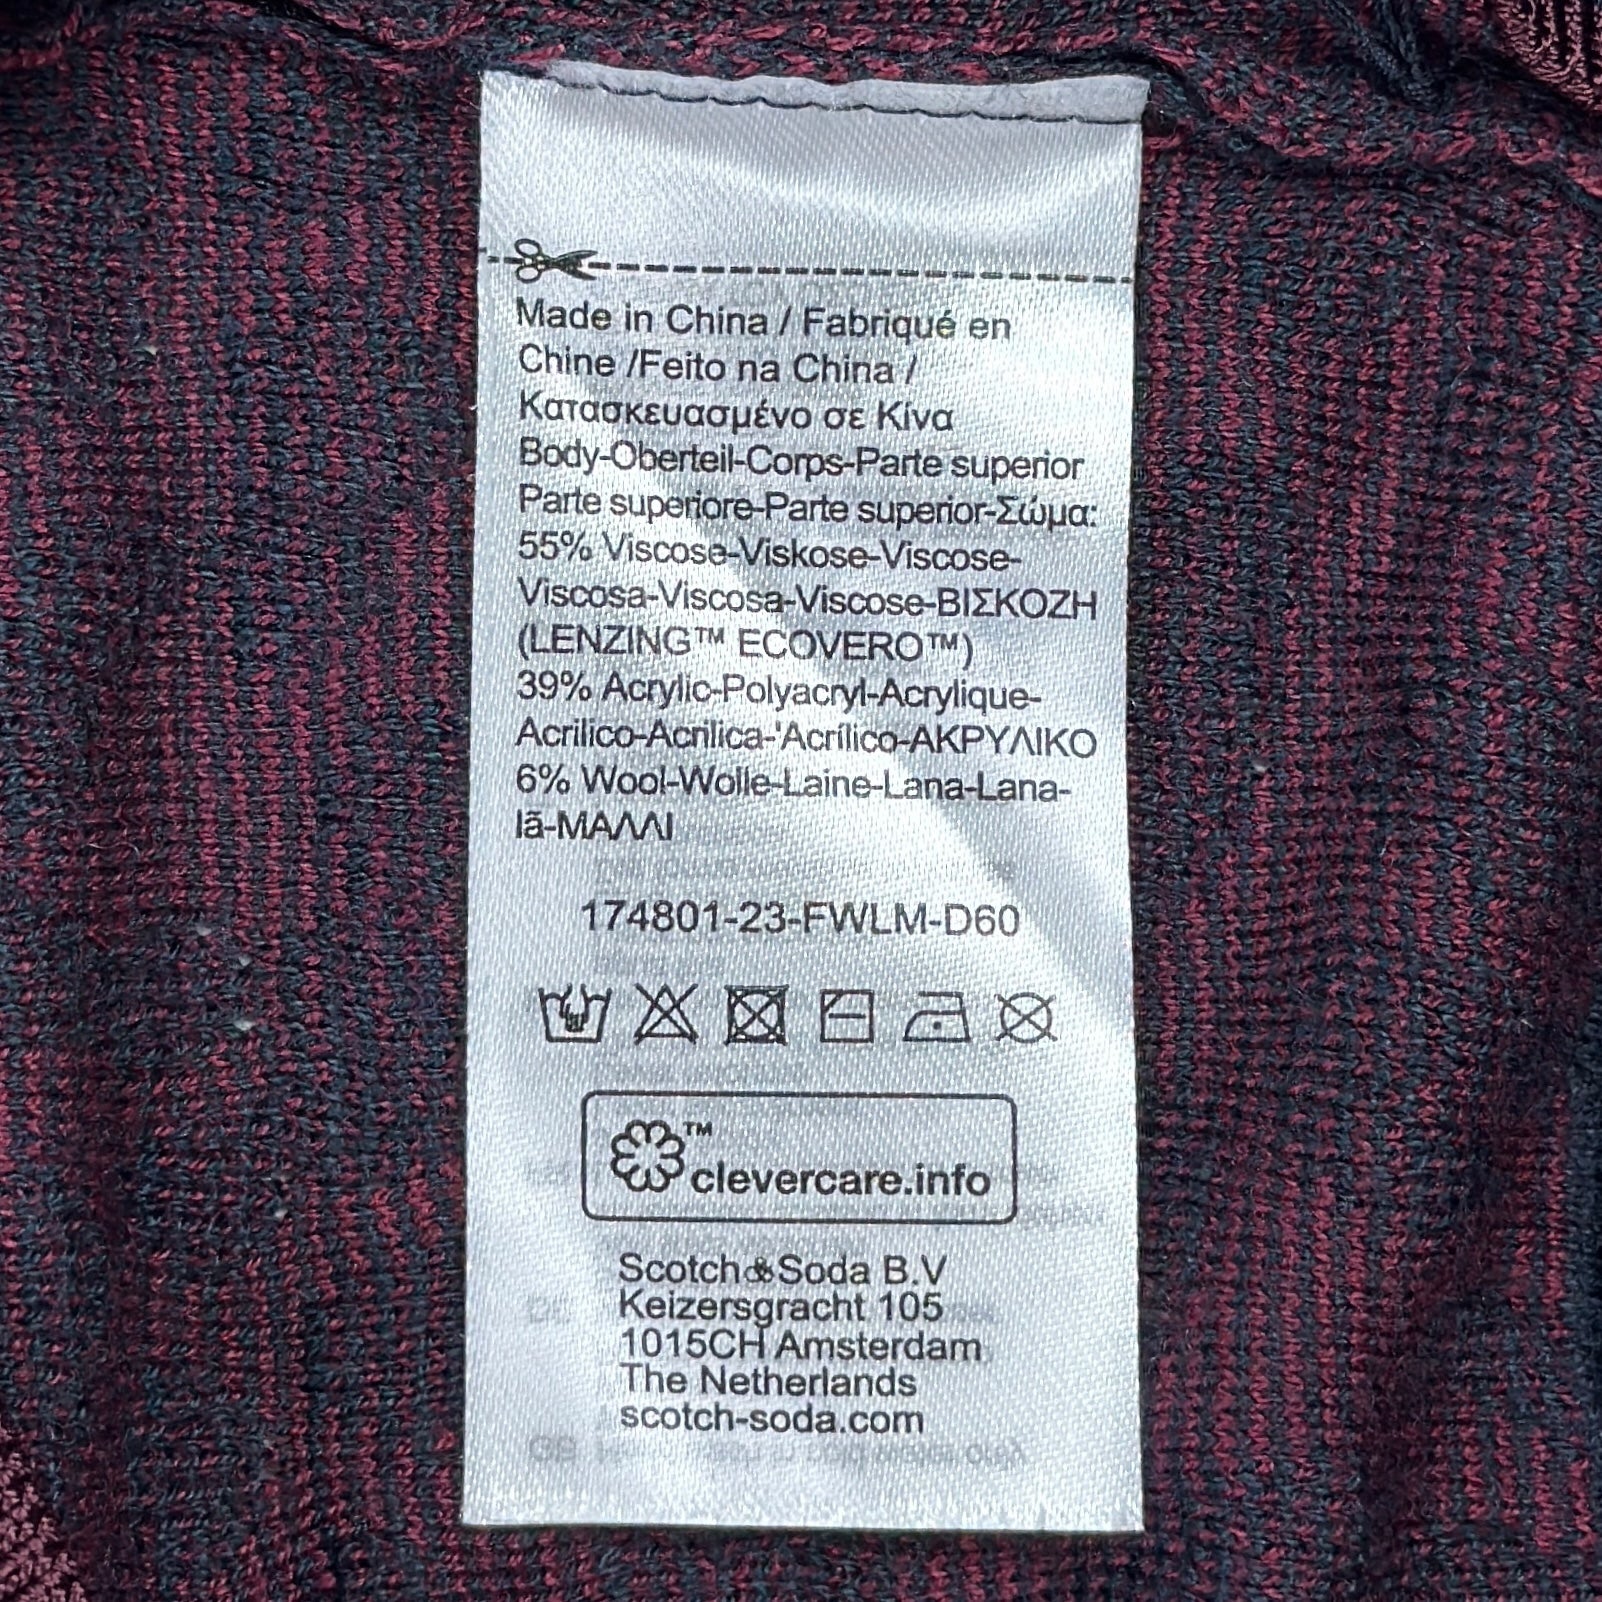 Made in China / Fabriqué en
Chine /Feito na China /
Κατασκευασμένο σε Κίνα
Body-Oberteil-Corps-Parte superior
Parte superiore-Parte superior-Σώμα:
55% Viscose-Viskose-Viscose-
Viscosa-Viscosa-Viscose-ΒΙΣΚΟΖΗ
(LENZING™ ECOVERO™)
39% Acrylic-Polyacryl-Acrylique-
Acrilico-Acrilica-'Acrílico-ΑΚΡΥΛΙΚΟ
6% Wool-Wolle-Laine-Lana-Lana-
lã-ΜΑΛΛΙ
174801-23-FWLM-D60
™
clevercare.info
Scotch&Soda B.V
Keizersgracht 105
1015CH Amsterdam
The Netherlands
scotch-soda.com